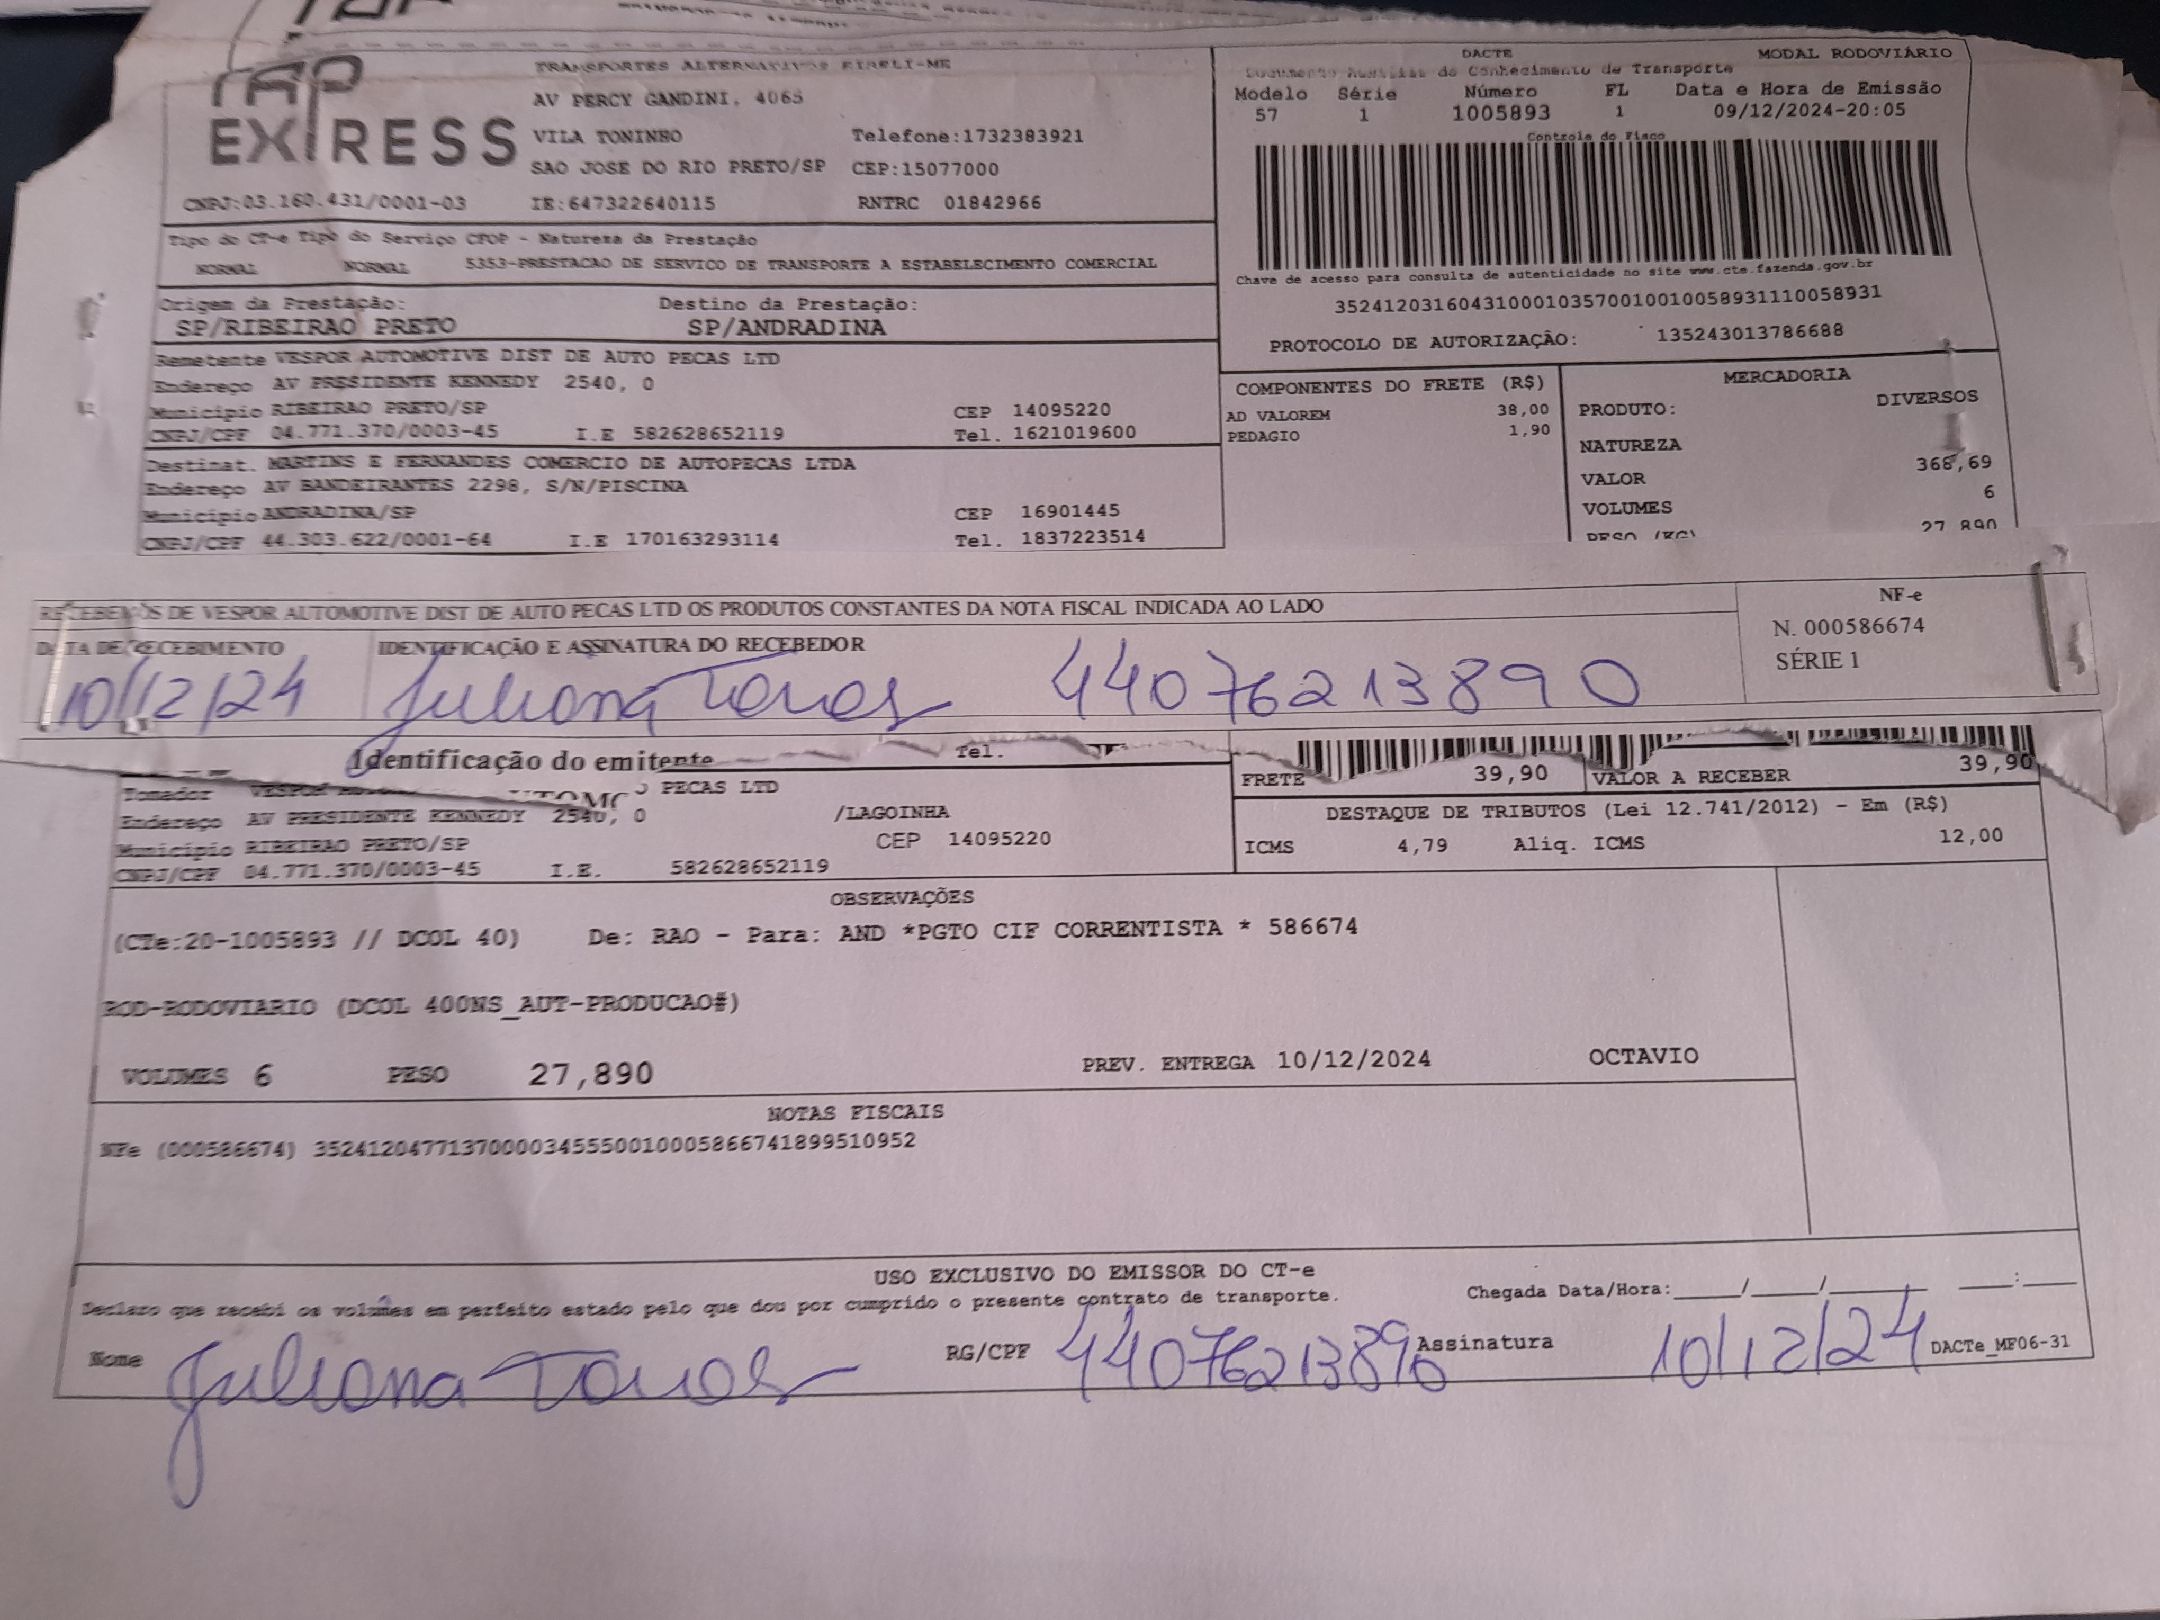 TAP
EXPRESS
TRANSPORTES ALTERNATIVOS EIRELI-ME
AV PERCY GANDINI, 4065
VILA TONINHO Telefone:1732383921
SAO JOSE DO RIO PRETO/SP CEP:15077000
CNPJ:03.160.431/0001-03 IE:647322640115 RNTRC 01842966
DACTE MODAL RODOVIÁRIO
Documento Auxiliar do Conhecimento de Transporte
Modelo Série Número FL Data e Hora de Emissão
57 1 1005893 1 09/12/2024-20:05
Controle do Fisco
Chave de acesso para consulta de autenticidade no site www.cte.fazenda.gov.br
35241203160431000103570010010058931110058931
PROTOCOLO DE AUTORIZAÇÃO: 135243013786688
Tipo do CT-e Tipo do Serviço CFOP - Natureza da Prestação
NORMAL NORMAL 5353-PRESTACAO DE SERVICO DE TRANSPORTE A ESTABELECIMENTO COMERCIAL
Origem da Prestação: Destino da Prestação:
SP/RIBEIRAO PRETO SP/ANDRADINA
Remetente VESPOR AUTOMOTIVE DIST DE AUTO PECAS LTD
Endereço AV PRESIDENTE KENNEDY 2540, 0
Município RIBEIRAO PRETO/SP CEP 14095220
CNPJ/CPF 04.771.370/0003-45 I.E 582628652119 Tel. 1621019600
Destinat. MARTINS E FERNANDES COMERCIO DE AUTOPECAS LTDA
Endereço AV BANDEIRANTES 2298, S/N/PISCINA
Município ANDRADINA/SP CEP 16901445
CNPJ/CPF 44.303.622/0001-64 I.E 170163293114 Tel. 1837223514
COMPONENTES DO FRETE (R$)
AD VALOREM 38,00
PEDAGIO 1,90
MERCADORIA
PRODUTO: DIVERSOS
NATUREZA
VALOR 368,69
VOLUMES 6
PESO (KG) 27,890
RECEBEMOS DE VESPOR AUTOMOTIVE DIST DE AUTO PECAS LTD OS PRODUTOS CONSTANTES DA NOTA FISCAL INDICADA AO LADO
DATA DE RECEBIMENTO IDENTIFICAÇÃO E ASSINATURA DO RECEBEDOR
10/12/24 Juliana 44076213890
NF-e
N. 000586674
SÉRIE 1
Identificação do emitente
Tel.
Tomador VESPOR PECAS LTD
Endereço AV PRESIDENTE KENNEDY 2540, 0 /LAGOINHA
Município RIBEIRAO PRETO/SP CEP 14095220
CNPJ/CPF 04.771.370/0003-45 I.E. 582628652119
FRETE 39,90 VALOR A RECEBER 39,90
DESTAQUE DE TRIBUTOS (Lei 12.741/2012) - Em (R$)
ICMS 4,79 Aliq. ICMS 12,00
OBSERVAÇÕES
(CTe:20-1005893 // DCOL 40) De: RAO - Para: AND *PGTO CIF CORRENTISTA * 586674
ROD-RODOVIARIO (DCOL 400NS_AUT-PRODUCAO#)
VOLUMES 6 PESO 27,890 PREV. ENTREGA 10/12/2024 OCTAVIO
NOTAS FISCAIS
NFe (000586674) 35241204771370000345550010005866741899510952
USO EXCLUSIVO DO EMISSOR DO CT-e
Declaro que recebi os volumes em perfeito estado pelo que dou por cumprido o presente contrato de transporte. Chegada Data/Hora:_____/_____/_______ ____:____
Nome Juliana RG/CPF 44076213890 Assinatura 10/12/24 DACTe_MF06-31